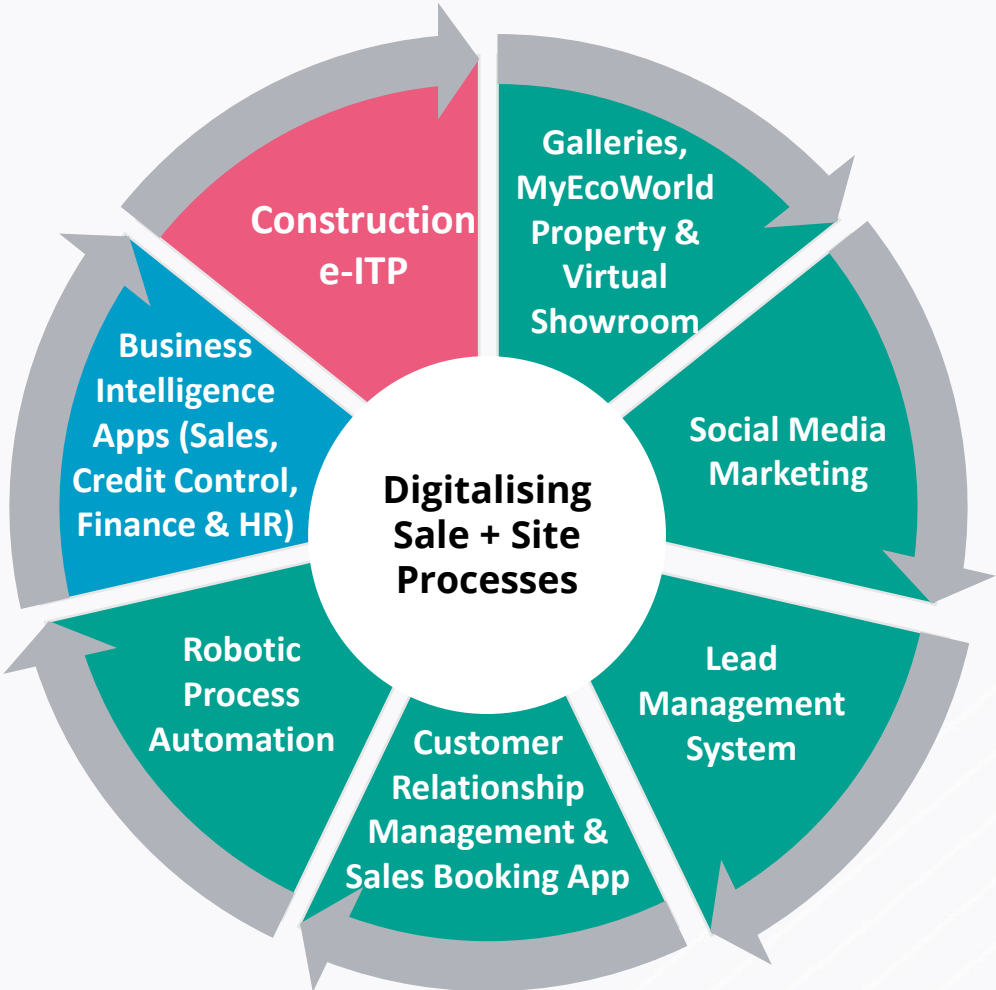 Galleries,
MyEcoWorld
Property &
Virtual
Showroom
Social Media
Marketing
Lead
Management
System
Customer
Relationship
Management &
Sales Booking App
Robotic
Process
Automation
Business
Intelligence
Apps (Sales,
Credit Control,
Finance & HR)
Construction
e-ITP
Digitalising
Sale + Site
Processes